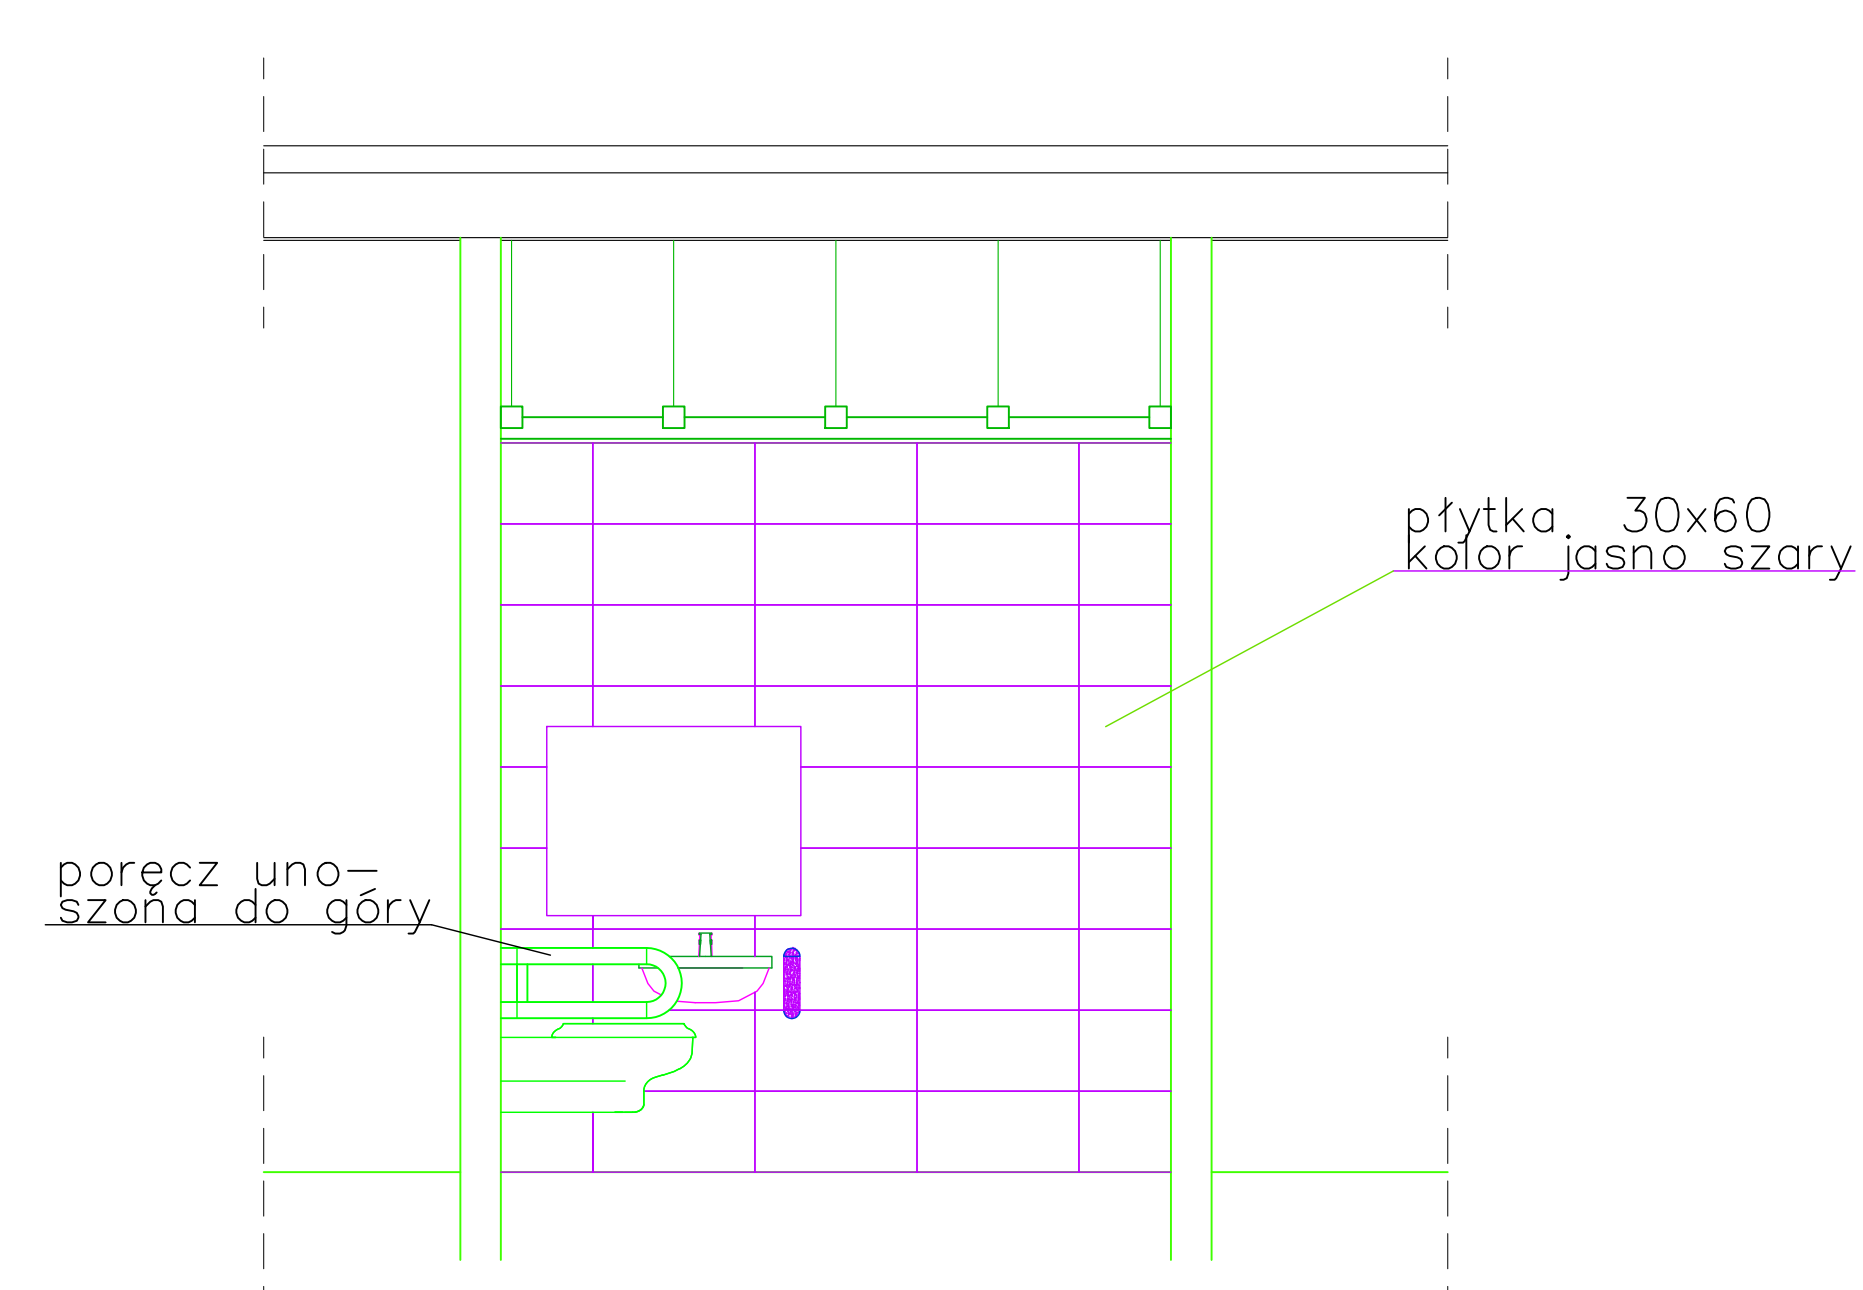 płytka. 30x60
kolor jasno szary
poręcz uno-
szona do góry